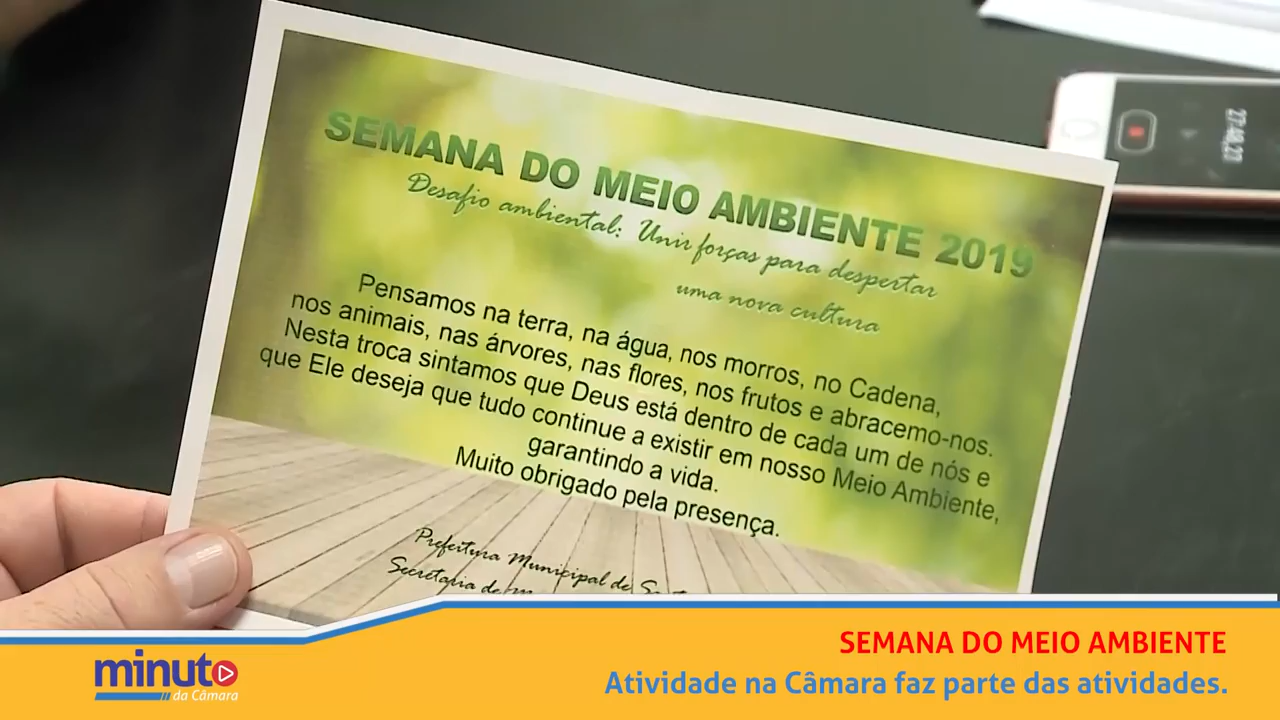 SEMANA DO MEIO AMBIENTE 2019
Desafio ambiental: Unir forças para despertar
uma nova cultura
Pensamos na terra, na água, nos morros, no Cadena,
nos animais, nas árvores, nas flores, nos frutos e abracemo-nos.
Nesta troca sintamos que Deus está dentro de cada um de nós e
que Ele deseja que tudo continue a existir em nosso Meio Ambiente,
garantindo a vida.
Muito obrigado pela presença.
Prefeitura Municipal de
Secretaria de
SEMANA DO MEIO AMBIENTE
Atividade na Câmara faz parte das atividades.
minuto
da Câmara